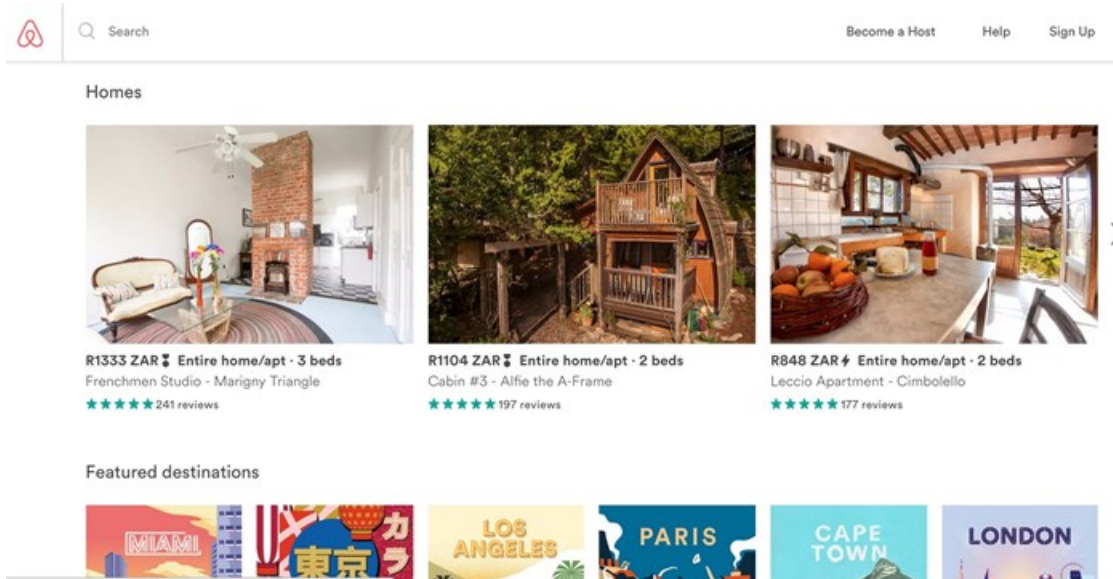 Search
Become a Host
Help
Sign Up
Homes
R1333 ZAR Entire home/apt · 3 beds
Frenchmen Studio - Marigny Triangle
241 reviews
R1104 ZAR Entire home/apt · 2 beds
Cabin #3 - Alfie the A-Frame
197 reviews
R848 ZAR Entire home/apt · 2 beds
Leccio Apartment - Cimbolello
177 reviews
Featured destinations
MIAMI
東京
カラ
LOS
ANGELES
PARIS
CAPE
TOWN
LONDON